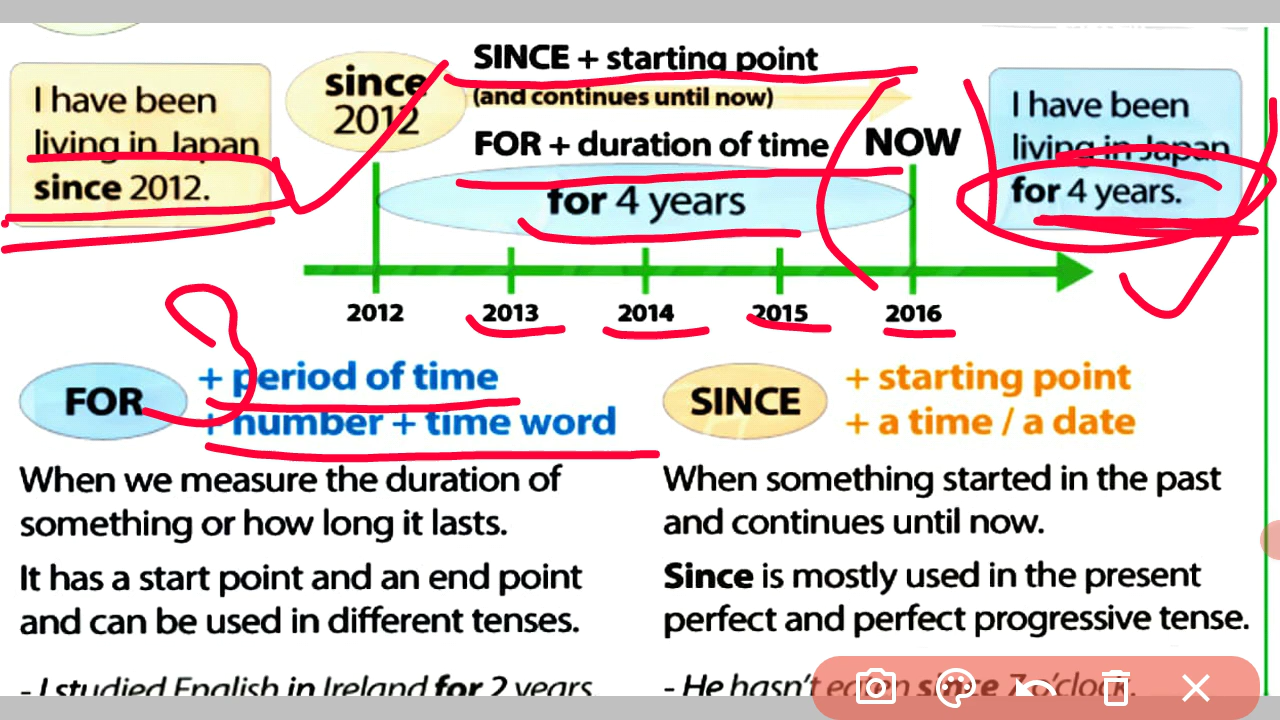 SINCE + starting point
(and continues until now)
I have been
living in Japan
since 2012.
since
2012
FOR + duration of time
NOW
I have been
living in Japan
for 4 years.
for 4 years
2012 2013 2014 2015 2016
FOR
+ period of time
+ number + time word
SINCE
+ starting point
+ a time / a date
When we measure the duration of
something or how long it lasts.
It has a start point and an end point
and can be used in different tenses.
- I studied English in Ireland for 2 years
When something started in the past
and continues until now.
Since is mostly used in the present
perfect and perfect progressive tense.
- He hasn't eaten since 7 o'clock.